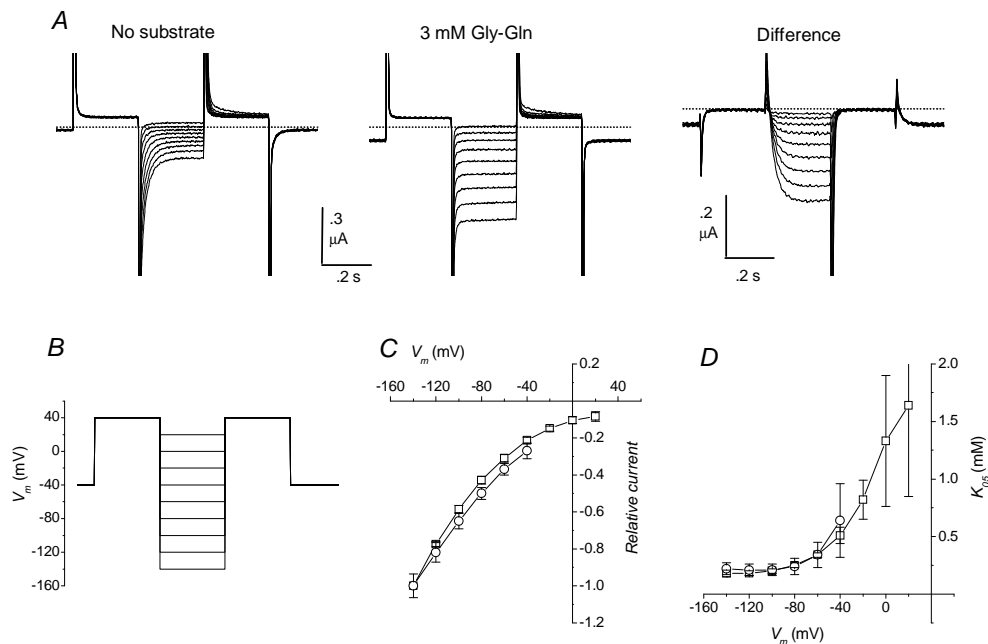 A
No substrate
3 mM Gly-Gln
Difference
.3
μA
.2 s
.2
μA
.2 s
B
V_m (mV)
40
0
-40
-80
-120
-160
C
V_m (mV)
-160 -120 -80 -40 40
0.2
-0.2
-0.4
-0.6
-0.8
-1.0
-1.2
Relative current
D
2.0
1.5
1.0
0.5
K_05 (mM)
-160 -120 -80 -40 0
V_m (mV)